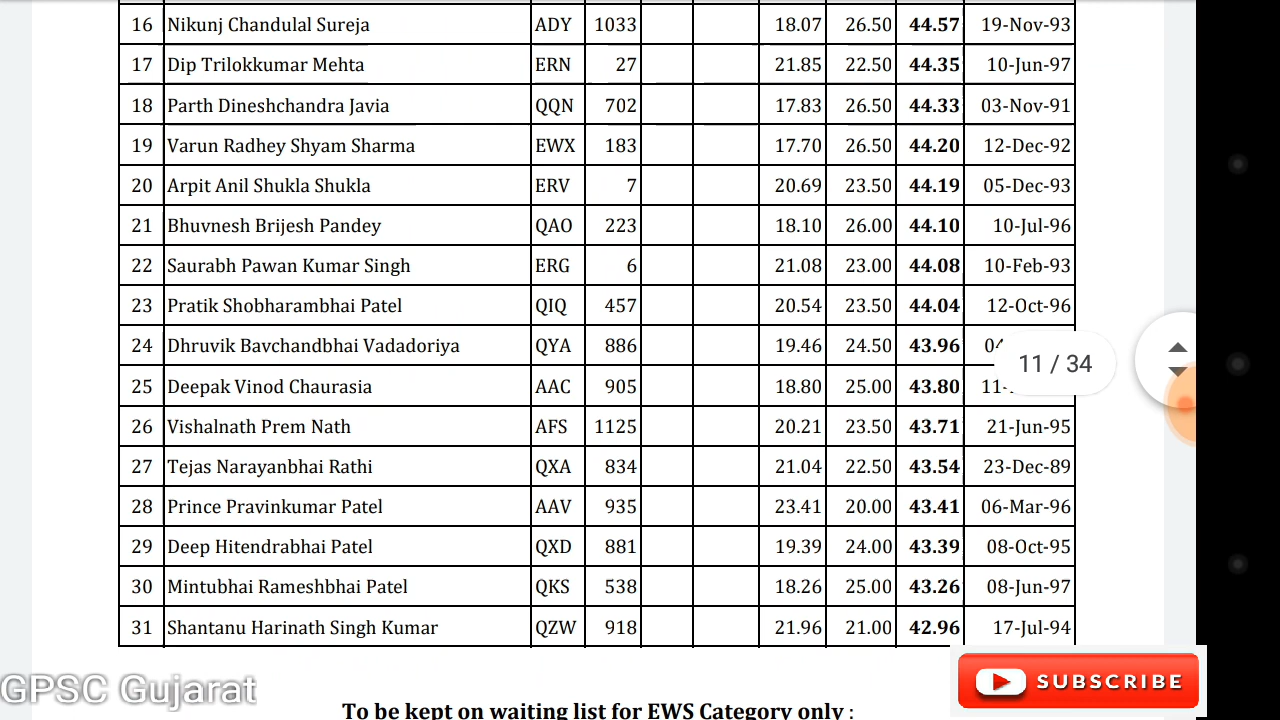 16 Nikunj Chandulal Sureja ADY 1033 18.07 26.50 44.57 19-Nov-93
17 Dip Trilokkumar Mehta ERN 27 21.85 22.50 44.35 10-Jun-97
18 Parth Dineshchandra Javia QQN 702 17.83 26.50 44.33 03-Nov-91
19 Varun Radhey Shyam Sharma EWX 183 17.70 26.50 44.20 12-Dec-92
20 Arpit Anil Shukla Shukla ERV 7 20.69 23.50 44.19 05-Dec-93
21 Bhuvnesh Brijesh Pandey QAO 223 18.10 26.00 44.10 10-Jul-96
22 Saurabh Pawan Kumar Singh ERG 6 21.08 23.00 44.08 10-Feb-93
23 Pratik Shobharambhai Patel QIQ 457 20.54 23.50 44.04 12-Oct-96
24 Dhruvik Bavchandbhai Vadadoriya QYA 886 19.46 24.50 43.96
11 / 34
25 Deepak Vinod Chaurasia AAC 905 18.80 25.00 43.80
26 Vishalnath Prem Nath AFS 1125 20.21 23.50 43.71 21-Jun-95
27 Tejas Narayanbhai Rathi QXA 834 21.04 22.50 43.54 23-Dec-89
28 Prince Pravinkumar Patel AAV 935 23.41 20.00 43.41 06-Mar-96
29 Deep Hitendrabhai Patel QXD 881 19.39 24.00 43.39 08-Oct-95
30 Mintubhai Rameshbhai Patel QKS 538 18.26 25.00 43.26 08-Jun-97
31 Shantanu Harinath Singh Kumar QZW 918 21.96 21.00 42.96 17-Jul-94
GPSC Gujarat
SUBSCRIBE
To be kept on waiting list for EWS Category only :